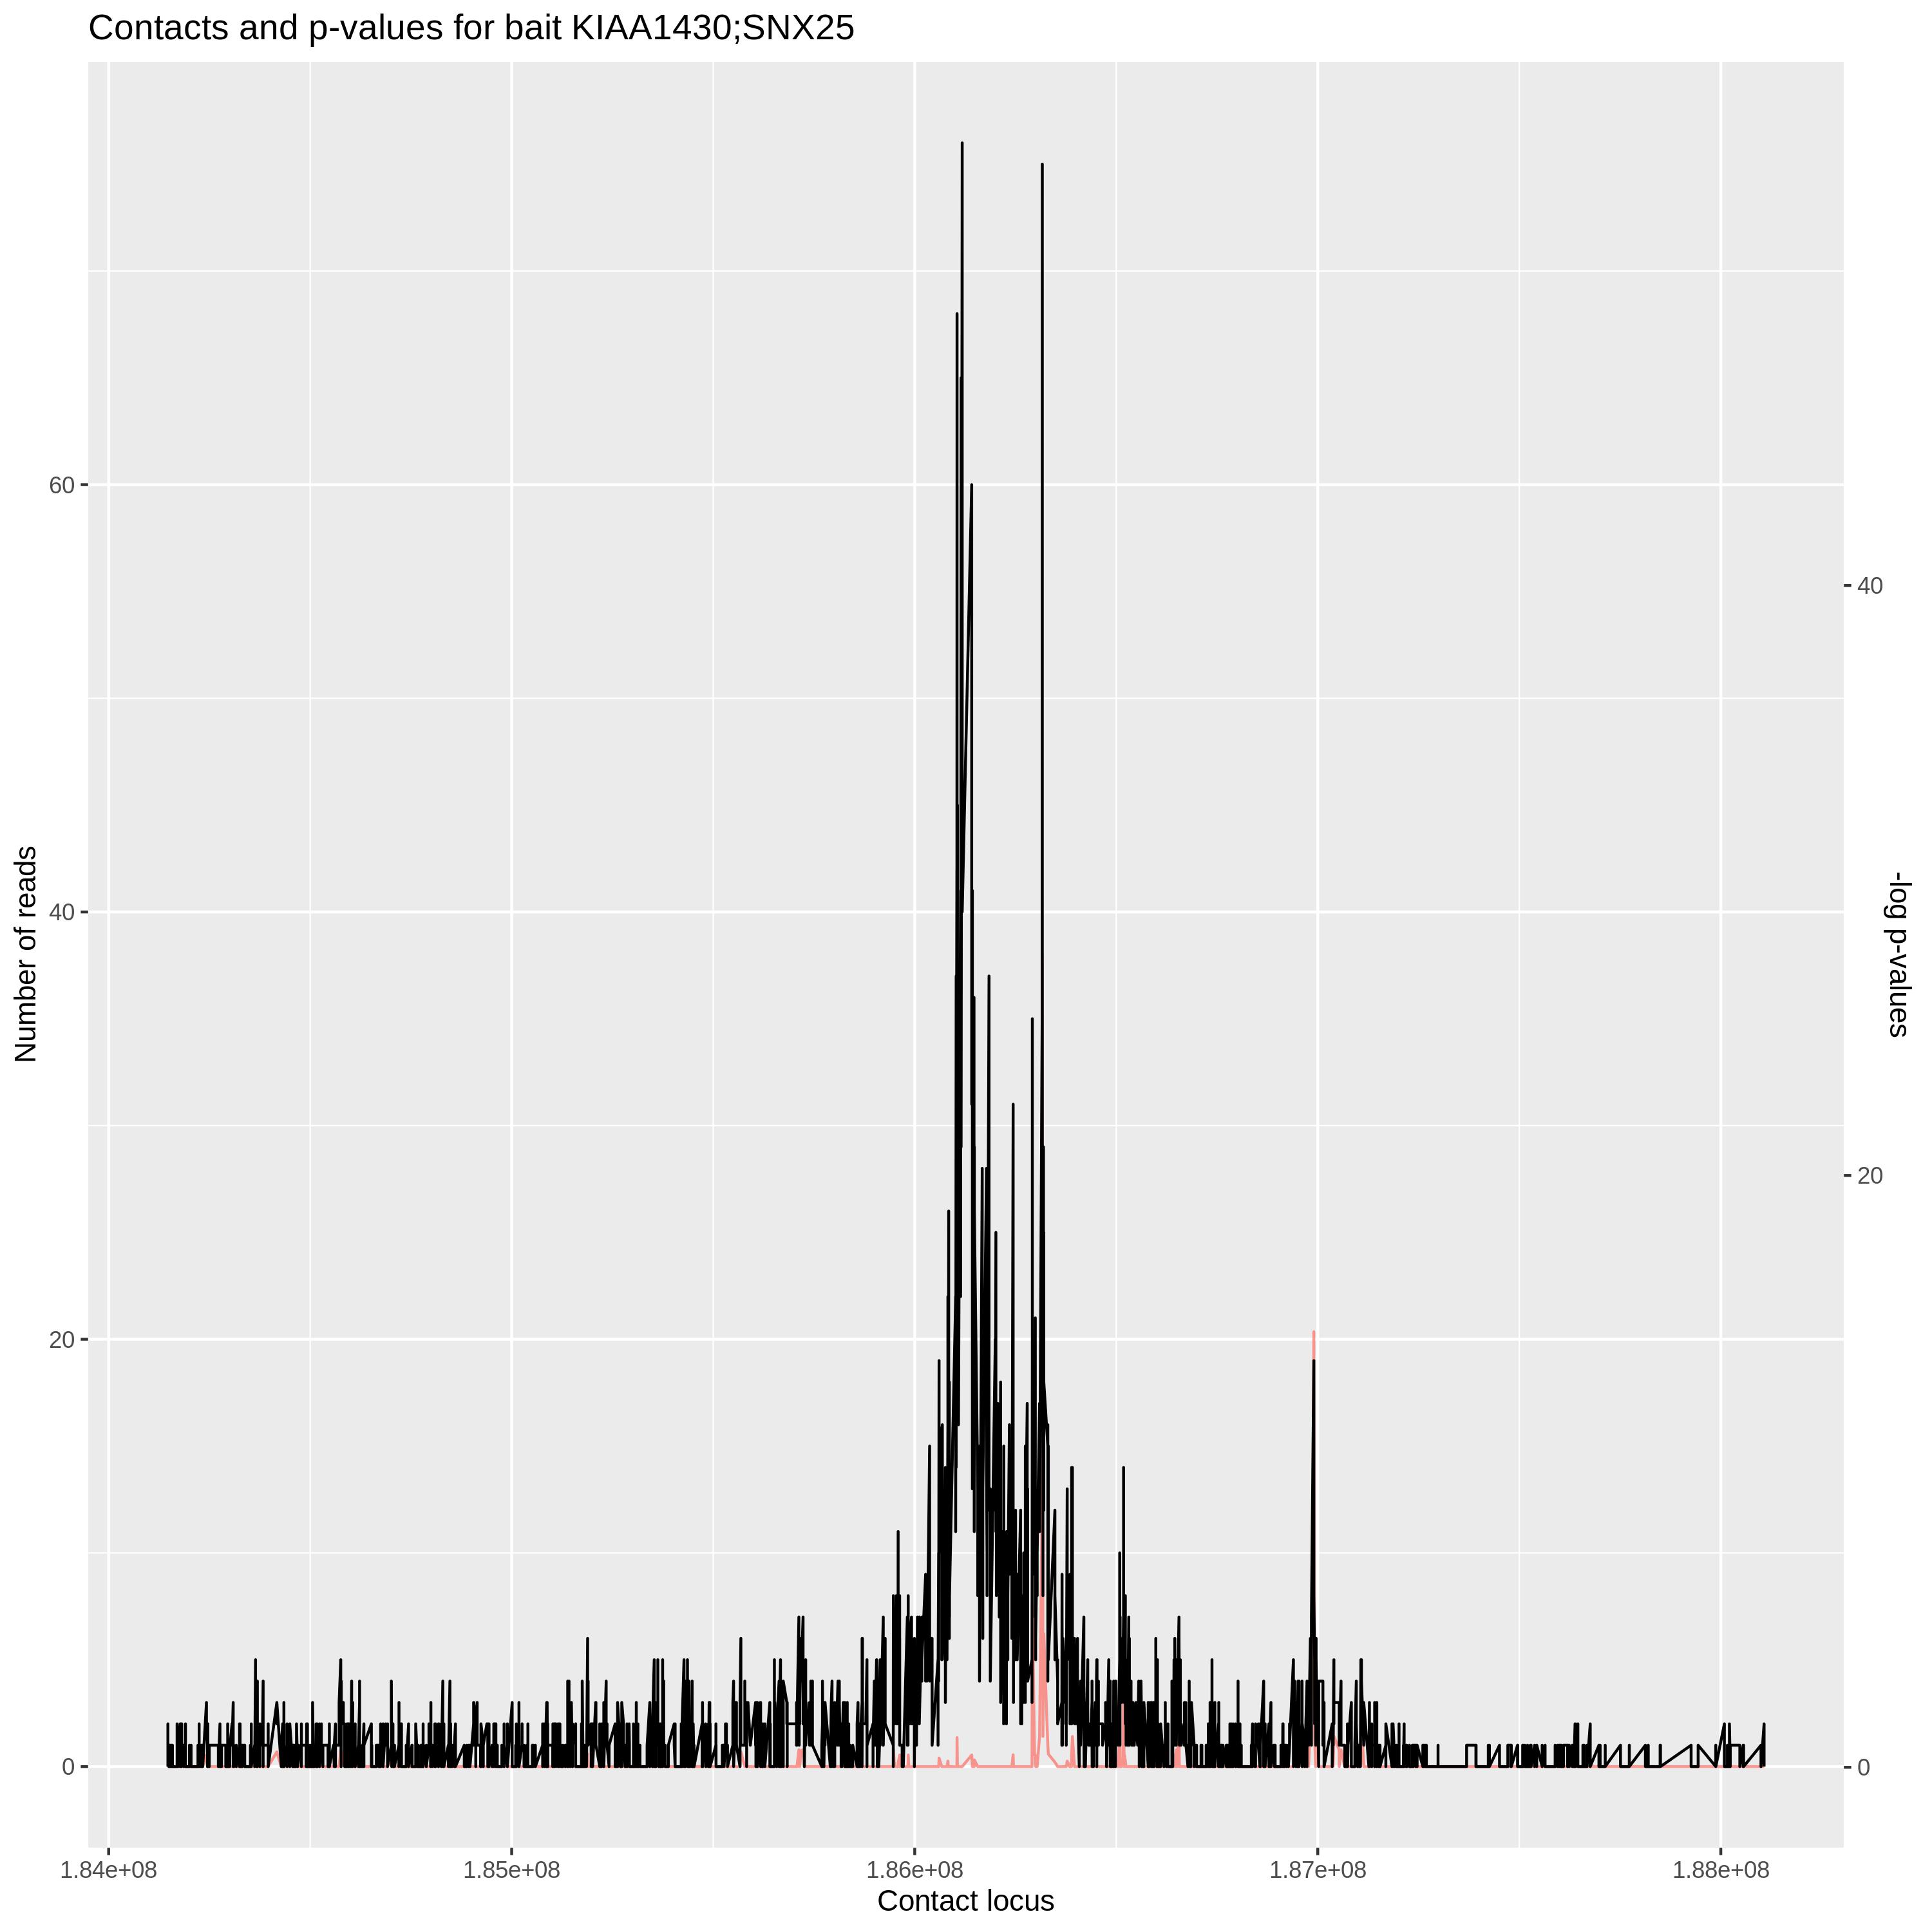 Contacts and p-values for bait KIAA1430;SNX25
Number of reads
60
40
20
0
40
20
0
-log p-values
1.84e+08
1.85e+08
1.86e+08
1.87e+08
1.88e+08
Contact locus